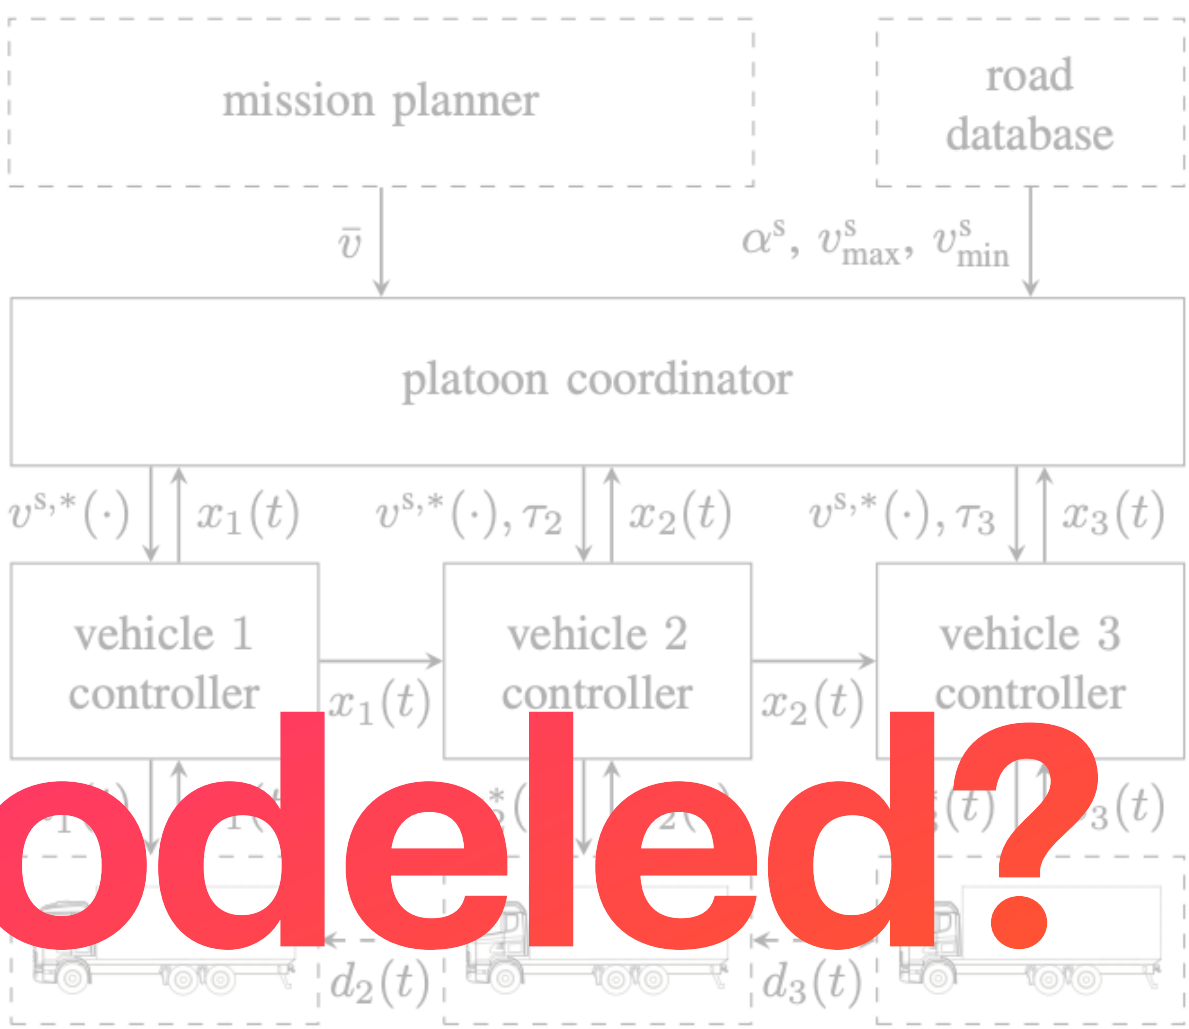 mission planner
road
database
v̄
αˢ, vˢmax, vˢmin
platoon coordinator
vˢ,*(·)
x₁(t)
vˢ,*(·), τ₂
x₂(t)
vˢ,*(·), τ₃
x₃(t)
vehicle 1
controller
x₁(t)
vehicle 2
controller
x₂(t)
vehicle 3
controller
odeled?
d₂(t)
d₃(t)